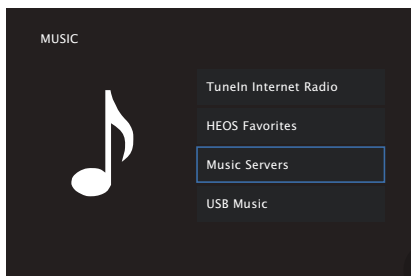 MUSIC
TuneIn Internet Radio
HEOS Favorites
Music Servers
USB Music